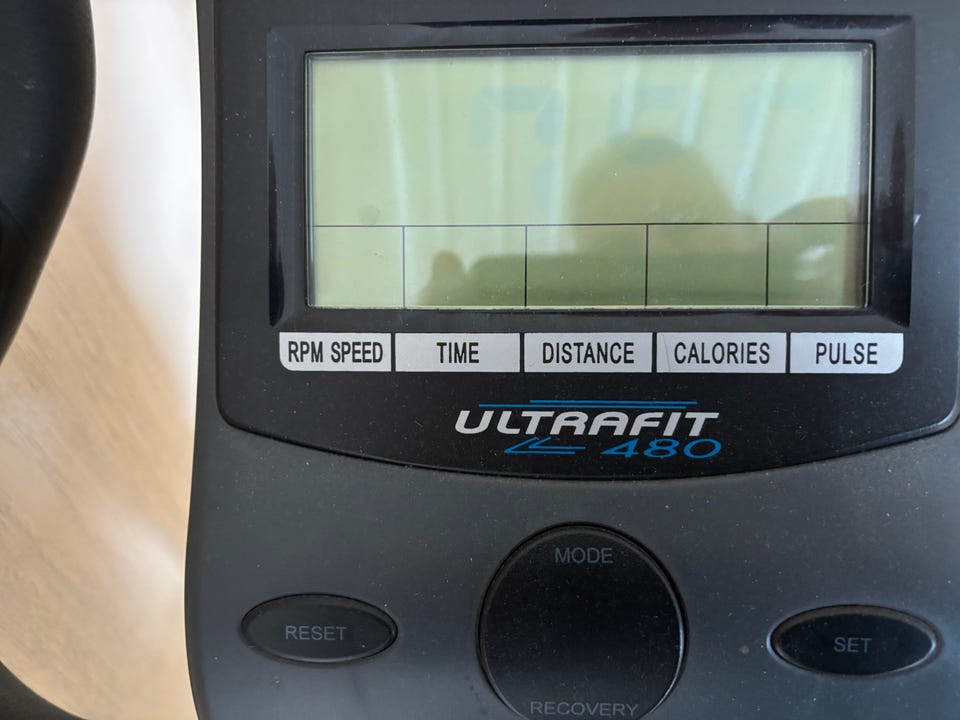 RPM SPEED TIME DISTANCE CALORIES PULSE
ULTRAFIT
480
MODE
RESET SET
RECOVERY